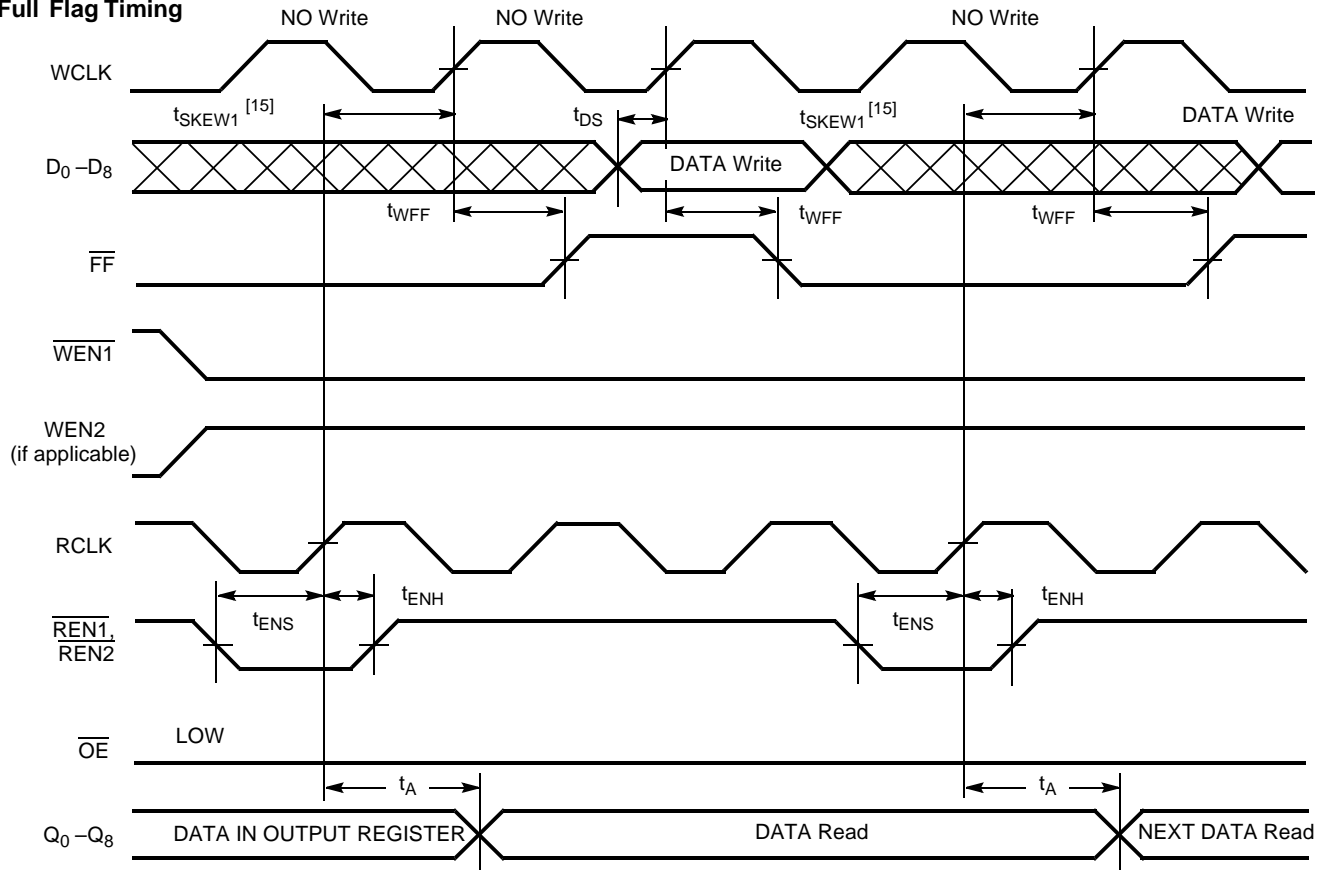 Full Flag Timing
NO Write
NO Write
NO Write
WCLK
tSKEW1 [15]
tDS
tSKEW1 [15]
DATA Write
D0 –D8
DATA Write
tWFF
tWFF
tWFF
FF
WEN1
WEN2
(if applicable)
RCLK
tENS
tENH
tENS
tENH
REN1,
REN2
OE
LOW
tA
tA
Q0 –Q8
DATA IN OUTPUT REGISTER
DATA Read
NEXT DATA Read